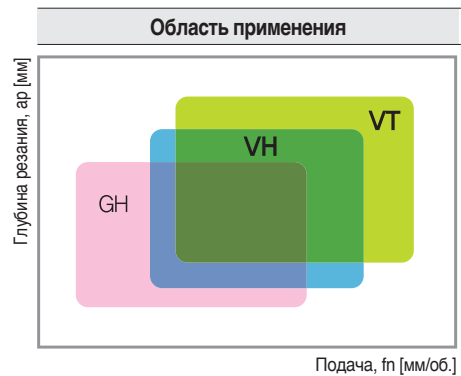 Область применения
Глубина резания, ap [мм]
VT
VH
GH
Подача, fn [мм/об.]